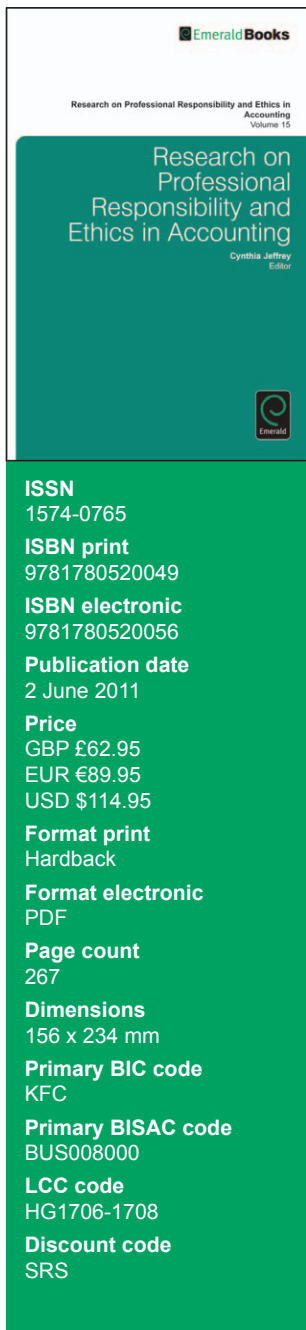 Emerald Books
Research on Professional Responsibility and Ethics in
Accounting
Volume 15
Research on
Professional
Responsibility and
Ethics in Accounting
Cynthia Jeffrey
Editor
Emerald
ISSN
1574-0765
ISBN print
9781780520049
ISBN electronic
9781780520056
Publication date
2 June 2011
Price
GBP £62.95
EUR €89.95
USD $114.95
Format print
Hardback
Format electronic
PDF
Page count
267
Dimensions
156 x 234 mm
Primary BIC code
KFC
Primary BISAC code
BUS008000
LCC code
HG1706-1708
Discount code
SRS